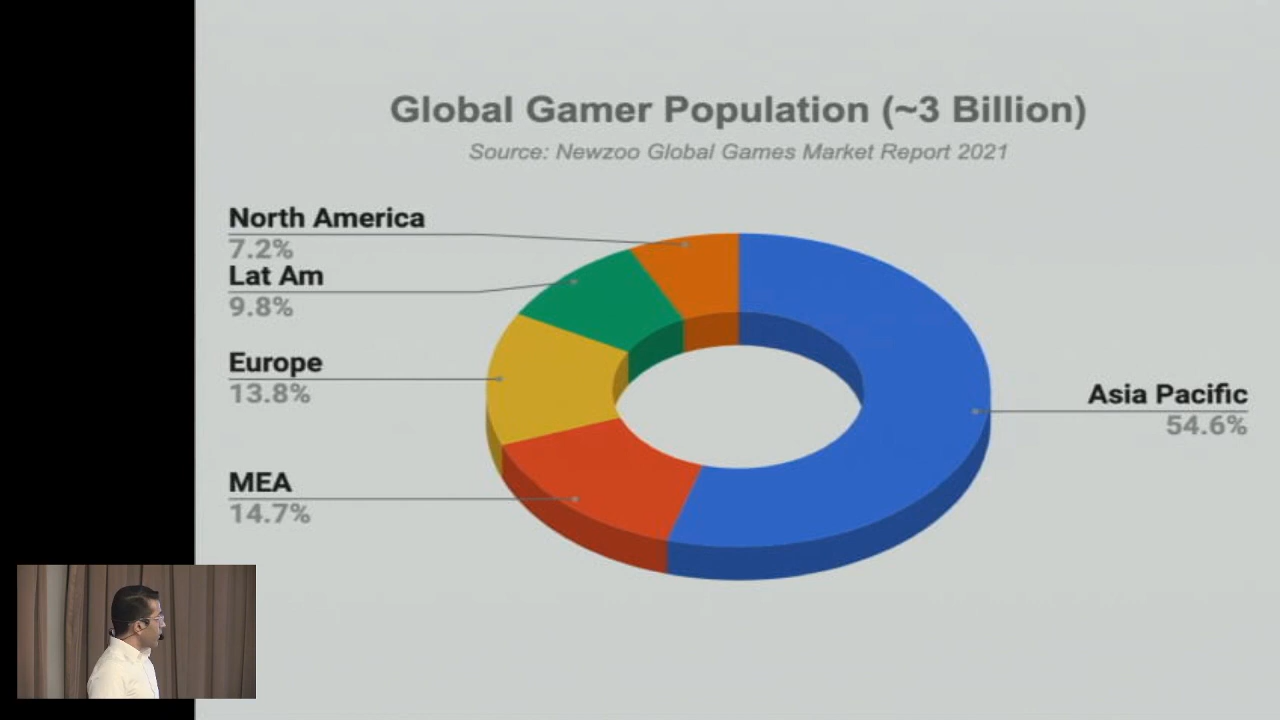 Global Gamer Population (~3 Billion)
Source: Newzoo Global Games Market Report 2021
North America
7.2%
Lat Am
9.8%
Europe
13.8%
MEA
14.7%
Asia Pacific
54.6%